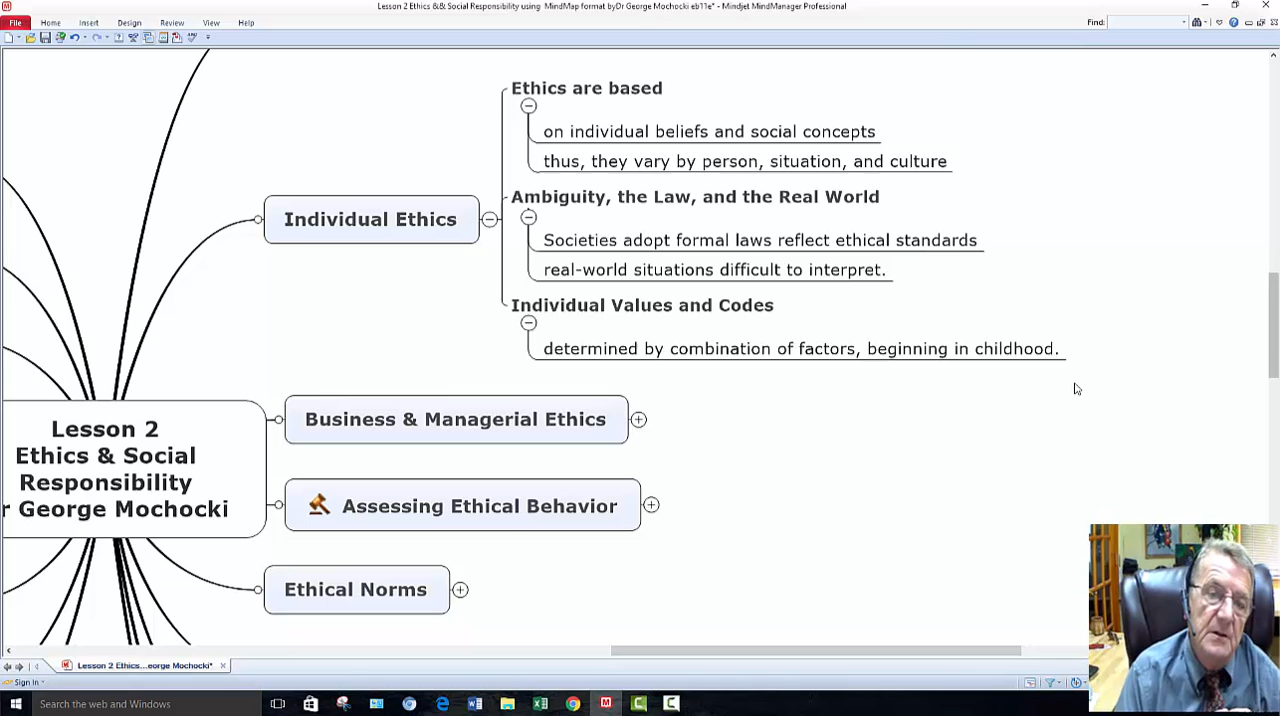 Lesson 2 Ethics && Social Responsibility using MindMap format byDr George Mochocki eb11e* - Mindjet MindManager Professional
File Home Insert Design Review View Help
Find:
Ethics are based
on individual beliefs and social concepts
thus, they vary by person, situation, and culture
Ambiguity, the Law, and the Real World
Individual Ethics
Societies adopt formal laws reflect ethical standards
real-world situations difficult to interpret.
Individual Values and Codes
determined by combination of factors, beginning in childhood.
Business & Managerial Ethics
Lesson 2
Ethics & Social
Responsibility
r George Mochocki
Assessing Ethical Behavior
Ethical Norms
Lesson 2 Ethics...eorge Mochocki*
Sign In
Search the web and Windows